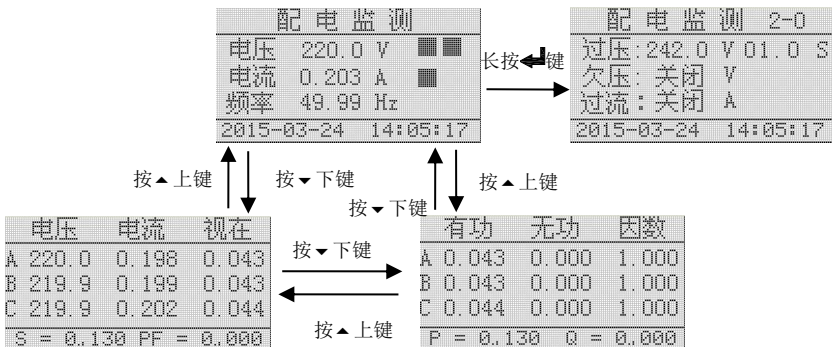 配电监测
电压 220.0 V
电流 0.203 A
频率 49.99 Hz
2015-03-24 14:05:17
长按 键
配电监测 2-0
过压:242.0 V 01.0 S
欠压:关闭 V
过流:关闭 A
2015-03-24 14:05:17
按▲上键
按▼下键
按▼下键
按▲上键
电压 电流 视在
A 220.0 0.198 0.043
B 219.9 0.199 0.043
C 219.9 0.202 0.044
S = 0.130 PF = 0.000
按▼下键
按▲上键
有功 无功 因数
A 0.043 0.000 1.000
B 0.043 0.000 1.000
C 0.044 0.000 1.000
P = 0.130 Q = 0.000